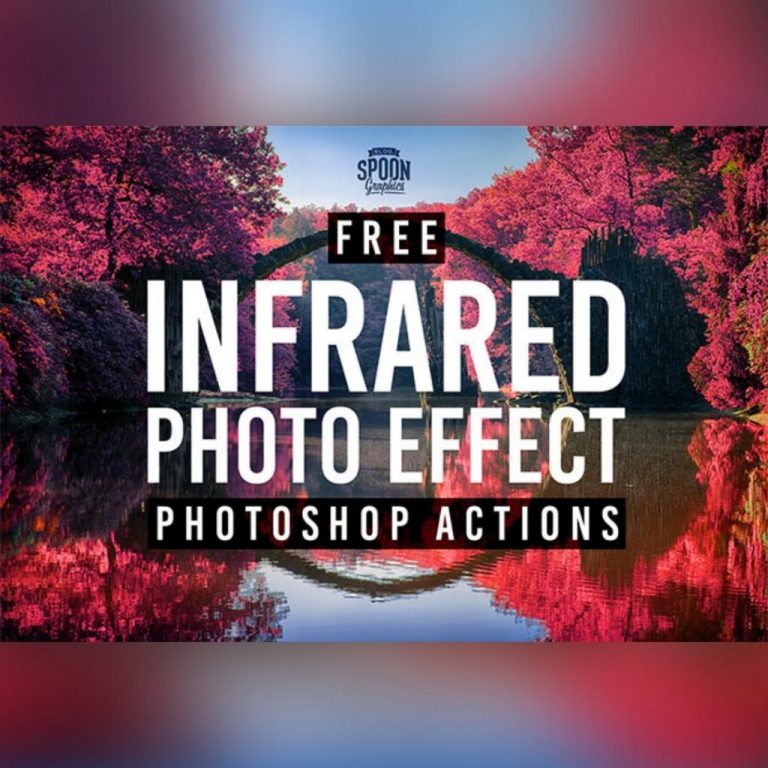 BLOG
SPOON
Graphics
FREE
INFRARED
PHOTO EFFECT
PHOTOSHOP ACTIONS